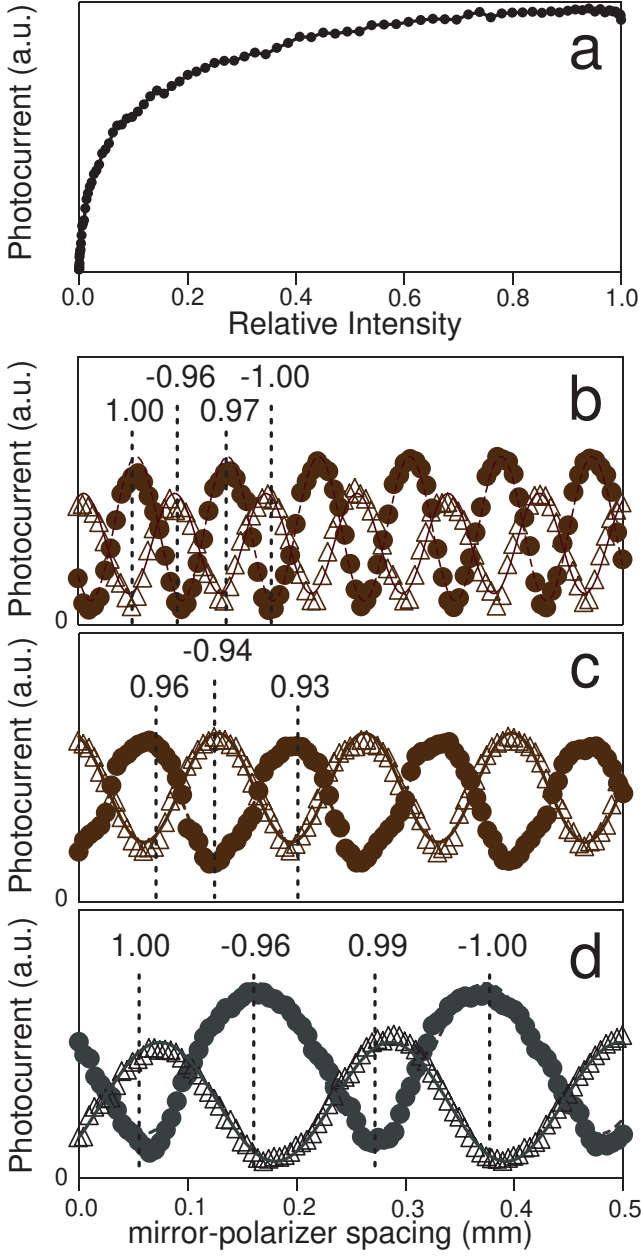 Photocurrent (a.u.)
a
0.0 0.2 0.4 0.6 0.8 1.0
Relative Intensity
Photocurrent (a.u.)
-0.96 -1.00
1.00 0.97
b
0
Photocurrent (a.u.)
-0.94
0.96 0.93
c
0
Photocurrent (a.u.)
1.00 -0.96 0.99 -1.00
d
0
0.0 0.1 0.2 0.3 0.4 0.5
mirror-polarizer spacing (mm)